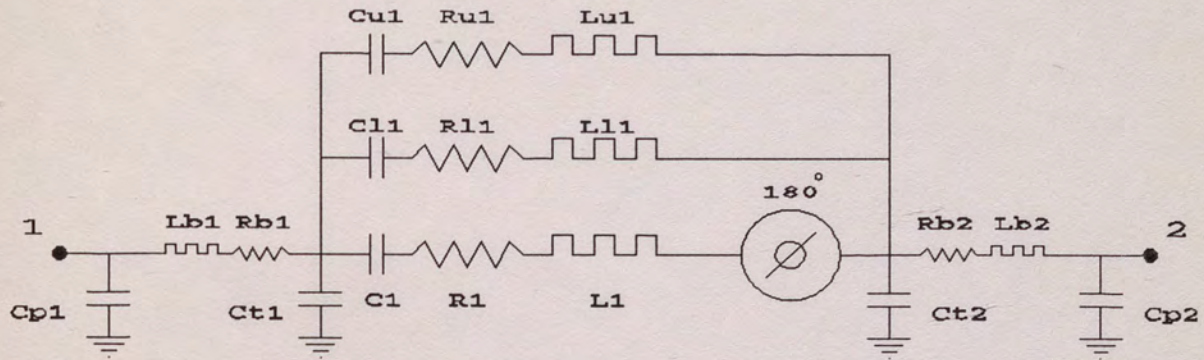 Cu1 Ru1 Lu1
Cl1 Rl1 Ll1
180°
1 Lb1 Rb1 Rb2 Lb2 2
Cp1 Ct1 C1 R1 L1 Ct2 Cp2